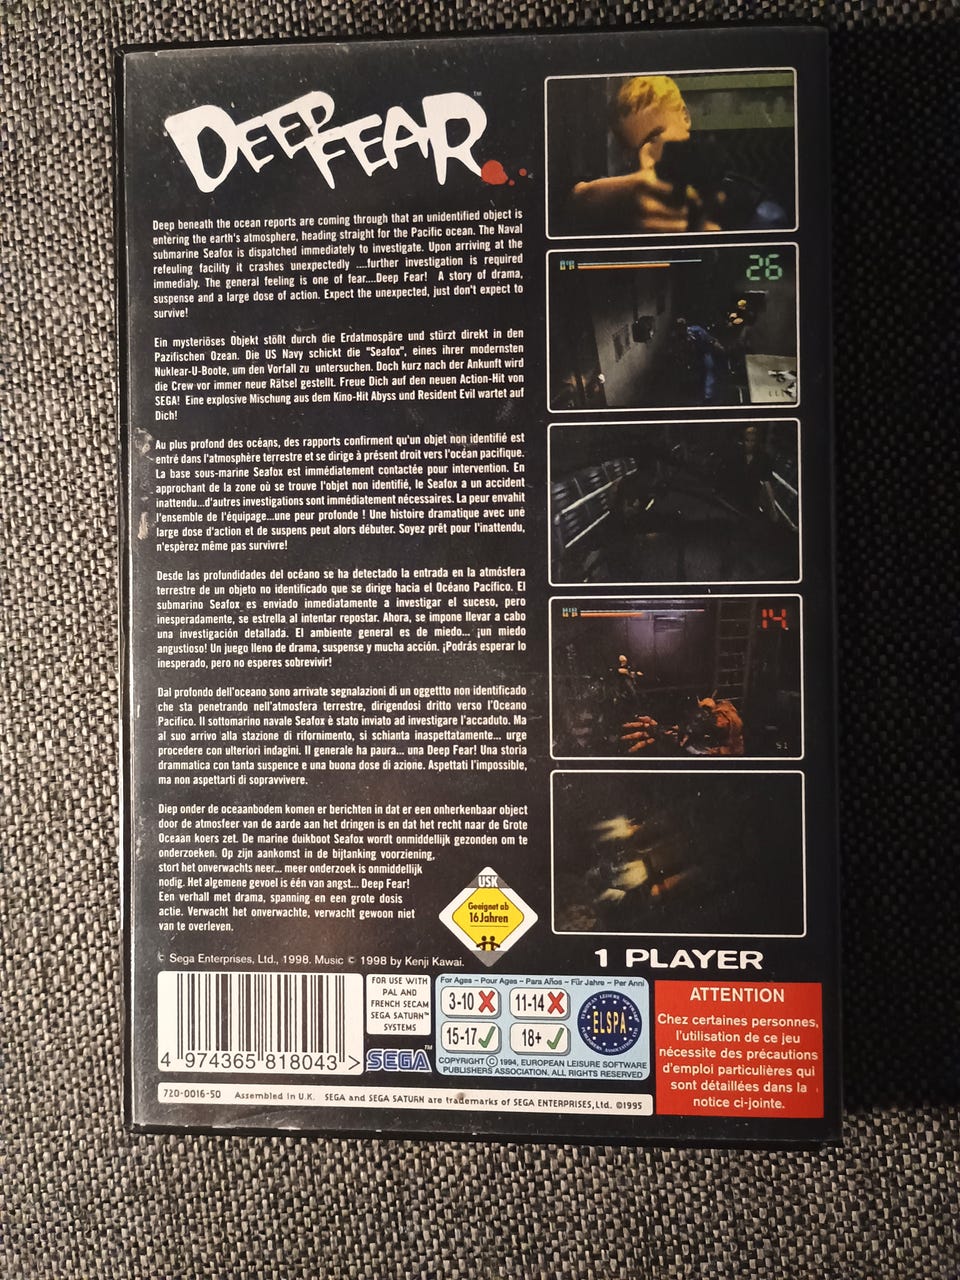 DEEP FEAR™
Deep beneath the ocean reports are coming through that an unidentified object is
entering the earth's atmosphere, heading straight for the Pacific ocean. The Naval
submarine Seafox is dispatched immediately to investigate. Upon arriving at the
refeuling facility it crashes unexpectedly ....further investigation is required
immedialy. The general feeling is one of fear....Deep Fear! A story of drama,
suspense and a large dose of action. Expect the unexpected, just don't expect to
survive!
Ein mysteriöses Objekt stößt durch die Erdatmospäre und stürzt direkt in den
Pazifischen Ozean. Die US Navy schickt die "Seafox", eines ihrer modernsten
Nuklear-U-Boote, um den Vorfall zu untersuchen. Doch kurz nach der Ankunft wird
die Crew vor immer neue Rätsel gestellt. Freue Dich auf den neuen Action-Hit von
SEGA! Eine explosive Mischung aus dem Kino-Hit Abyss und Resident Evil wartet auf
Dich!
Au plus profond des océans, des rapports confirment qu'un objet non identifié est
entré dans l'atmosphère terrestre et se dirige à présent droit vers l'océan pacifique.
La base sous-marine Seafox est immédiatement contactée pour intervention. En
approchant de la zone où se trouve l'objet non identifié, le Seafox a un accident
inattendu...d'autres investigations sont immédiatement nécessaires. La peur envahit
l'ensemble de l'équipage...une peur profonde ! Une histoire dramatique avec une
large dose d'action et de suspens peut alors débuter. Soyez prêt pour l'inattendu,
n'espèrez même pas survivre!
Desde las profundidades del océano se ha detectado la entrada en la atmósfera
terrestre de un objeto no identificado que se dirige hacia el Océano Pacífico. El
submarino Seafox es enviado inmediatamente a investigar el suceso, pero
inesperadamente, se estrella al intentar repostar. Ahora, se impone llevar a cabo
una investigación detallada. El ambiente general es de miedo... ¡un miedo
angustioso! Un juego lleno de drama, suspense y mucha acción. ¡Podrás esperar lo
inesperado, pero no esperes sobrevivir!
Dal profondo dell'oceano sono arrivate segnalazioni di un oggettto non identificado
che sta penetrando nell'atmosfera terrestre, dirigendosi dritto verso l'Oceano
Pacifico. Il sottomarino navale Seafox è stato inviato ad investigare l'accaduto. Ma
al suo arrivo alla stazione di rifornimento, si schianta inaspettatamente... urge
procedere con ulteriori indagini. Il generale ha paura... una Deep Fear! Una storia
drammatica con tanta suspence e una buona dose di azione. Aspettati l'impossible,
ma non aspettarti di sopravvivere.
Diep onder de oceaanbodem komen er berichten in dat er een onherkenbaar object
door de atmosfeer van de aarde aan het dringen is en dat het recht naar de Grote
Oceaan koers zet. De marine duikboot Seafox wordt onmiddellijk gezonden om te
onderzoeken. Op zijn aankomst in de bijtanking voorziening,
stort het onverwachts neer... meer onderzoek is onmiddellijk
nodig. Het algemene gevoel is één van angst... Deep Fear!
Een verhall met drama, spanning en een grote dosis
actie. Verwacht het onverwachte, verwacht gewoon niet
van te overleven.
26
14
51
USK
Geeignet ab
16 Jahren
© Sega Enterprises, Ltd., 1998. Music © 1998 by Kenji Kawai.
1 PLAYER
4 974365 818043 >
FOR USE WITH
PAL AND
FRENCH SECAM
SEGA SATURN™
SYSTEMS
SEGA™
For Ages - Pour Ages - Para Años - Für Jahre - Per Anni
3-10 11-14
15-17 18+
EUROPEAN LEISURE SOFTWARE PUBLISHERS ASSOCIATION LTD
ELSPA
COPYRIGHT © 1994, EUROPEAN LEISURE SOFTWARE
PUBLISHERS ASSOCIATION. ALL RIGHTS RESERVED
ATTENTION
Chez certaines personnes,
l'utilisation de ce jeu
nécessite des précautions
d'emploi particulières qui
sont détaillées dans la
notice ci-jointe.
720-0016-50 Assembled in U.K. SEGA and SEGA SATURN are trademarks of SEGA ENTERPRISES, Ltd. ©1995